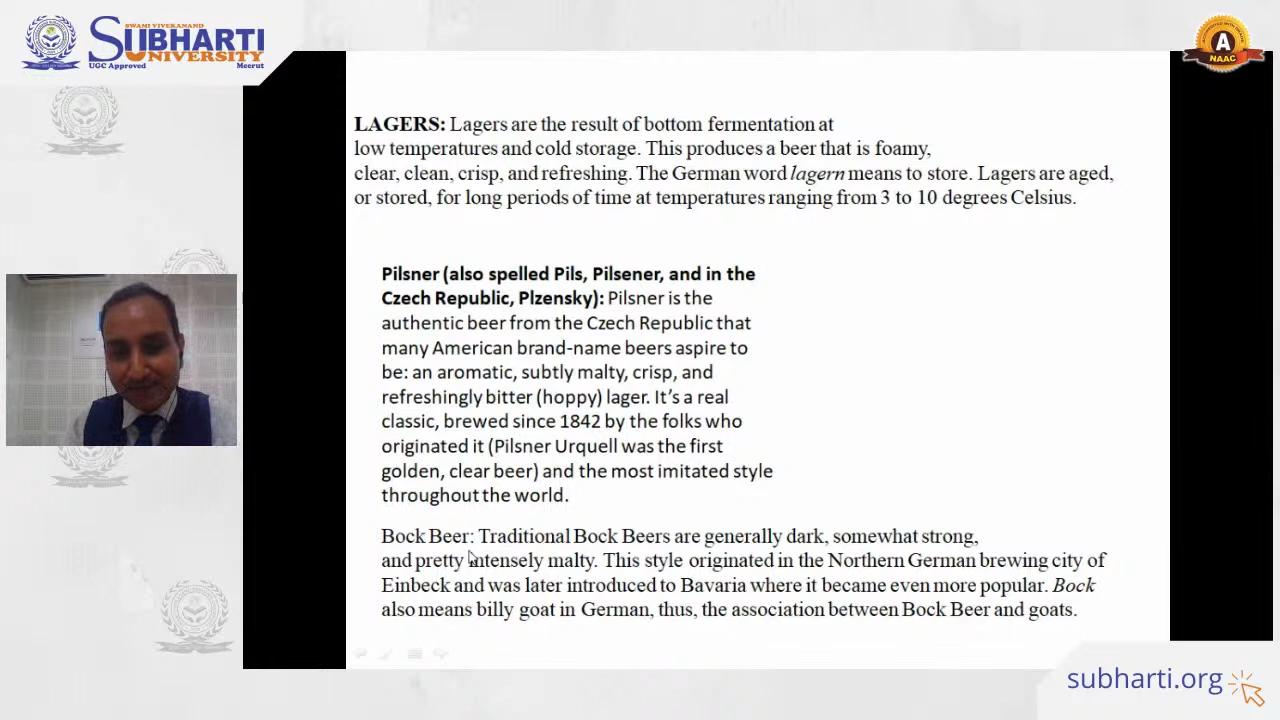 SWAMI VIVEKANAND
SUBHARTI
UNIVERSITY
UGC Approved Meerut
ACCREDITED WITH GRADE
A
NAAC
LAGERS: Lagers are the result of bottom fermentation at
low temperatures and cold storage. This produces a beer that is foamy,
clear, clean, crisp, and refreshing. The German word lagern means to store. Lagers are aged,
or stored, for long periods of time at temperatures ranging from 3 to 10 degrees Celsius.
Pilsner (also spelled Pils, Pilsener, and in the
Czech Republic, Plzensky): Pilsner is the
authentic beer from the Czech Republic that
many American brand-name beers aspire to
be: an aromatic, subtly malty, crisp, and
refreshingly bitter (hoppy) lager. It’s a real
classic, brewed since 1842 by the folks who
originated it (Pilsner Urquell was the first
golden, clear beer) and the most imitated style
throughout the world.
Bock Beer: Traditional Bock Beers are generally dark, somewhat strong,
and pretty intensely malty. This style originated in the Northern German brewing city of
Einbeck and was later introduced to Bavaria where it became even more popular. Bock
also means billy goat in German, thus, the association between Bock Beer and goats.
subharti.org